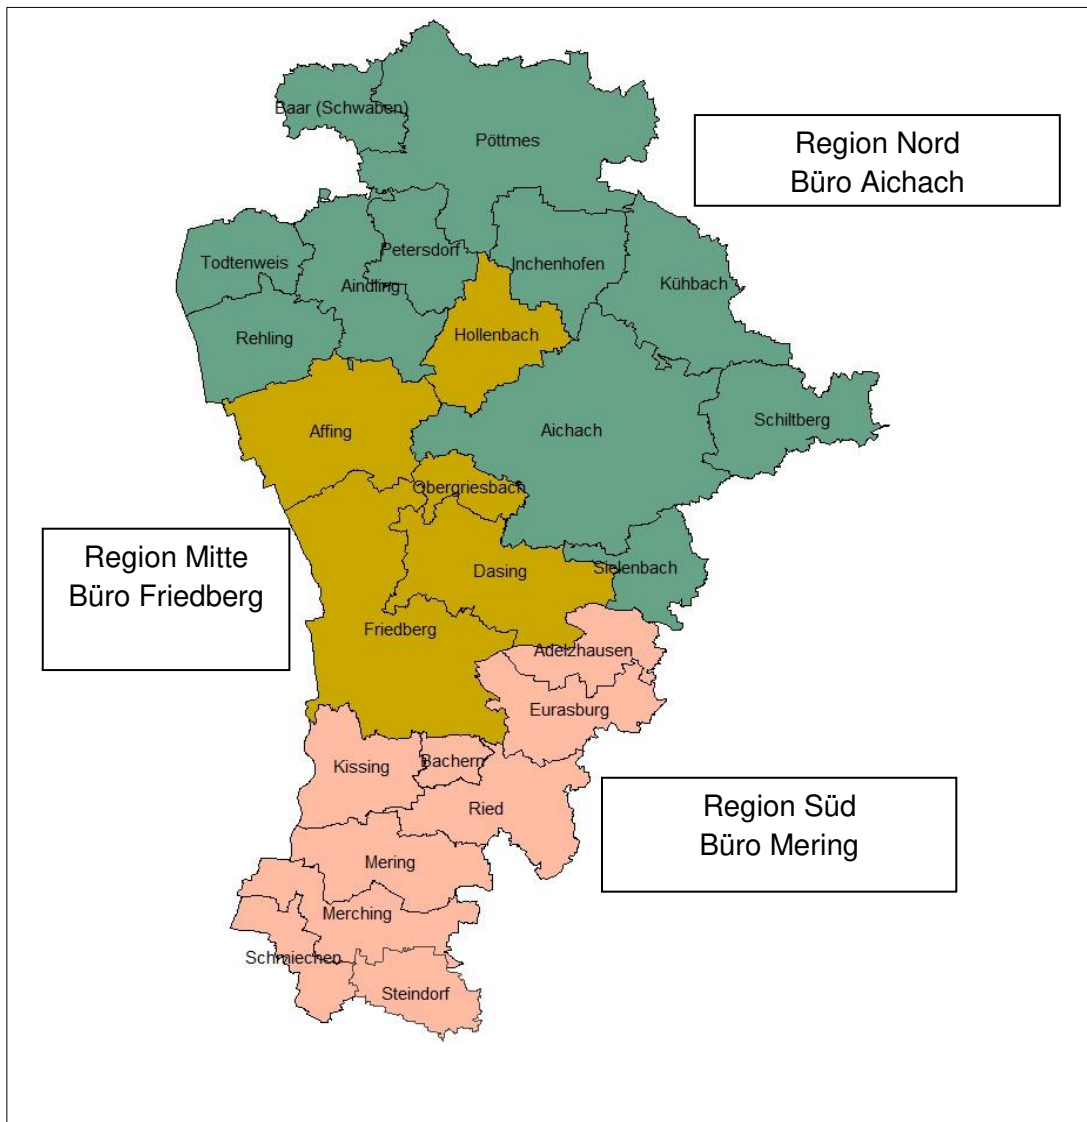 Baar (Schwaben)
Pöttmes
Region Nord
Büro Aichach
Petersdorf
Todtenweis
Inchenhofen
Aindling
Kühbach
Rehling
Hollenbach
Schiltberg
Affing
Aichach
Obergriesbach
Region Mitte
Büro Friedberg
Dasing
Sielenbach
Friedberg
Adelzhausen
Eurasburg
Bachern
Kissing
Ried
Region Süd
Büro Mering
Mering
Merching
Schmiechen
Steindorf